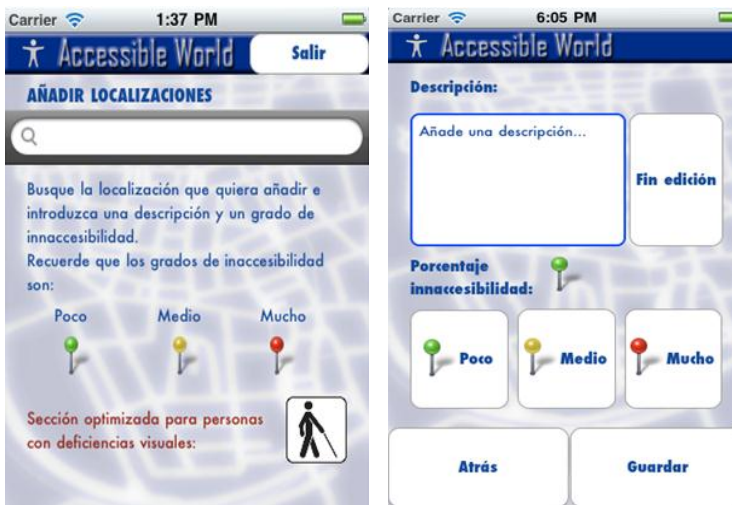 Carrier 1:37 PM
Accessible World Salir
AÑADIR LOCALIZACIONES
Busque la localización que quiera añadir e
introduzca una descripción y un grado de
innaccesibilidad.
Recuerde que los grados de inaccesibilidad
son:
Poco Medio Mucho
Sección optimizada para personas
con deficiencias visuales:
Carrier 6:05 PM
Accessible World
Descripción:
Añade una descripción...
Fin edición
Porcentaje
innaccesibilidad:
Poco Medio Mucho
Atrás Guardar